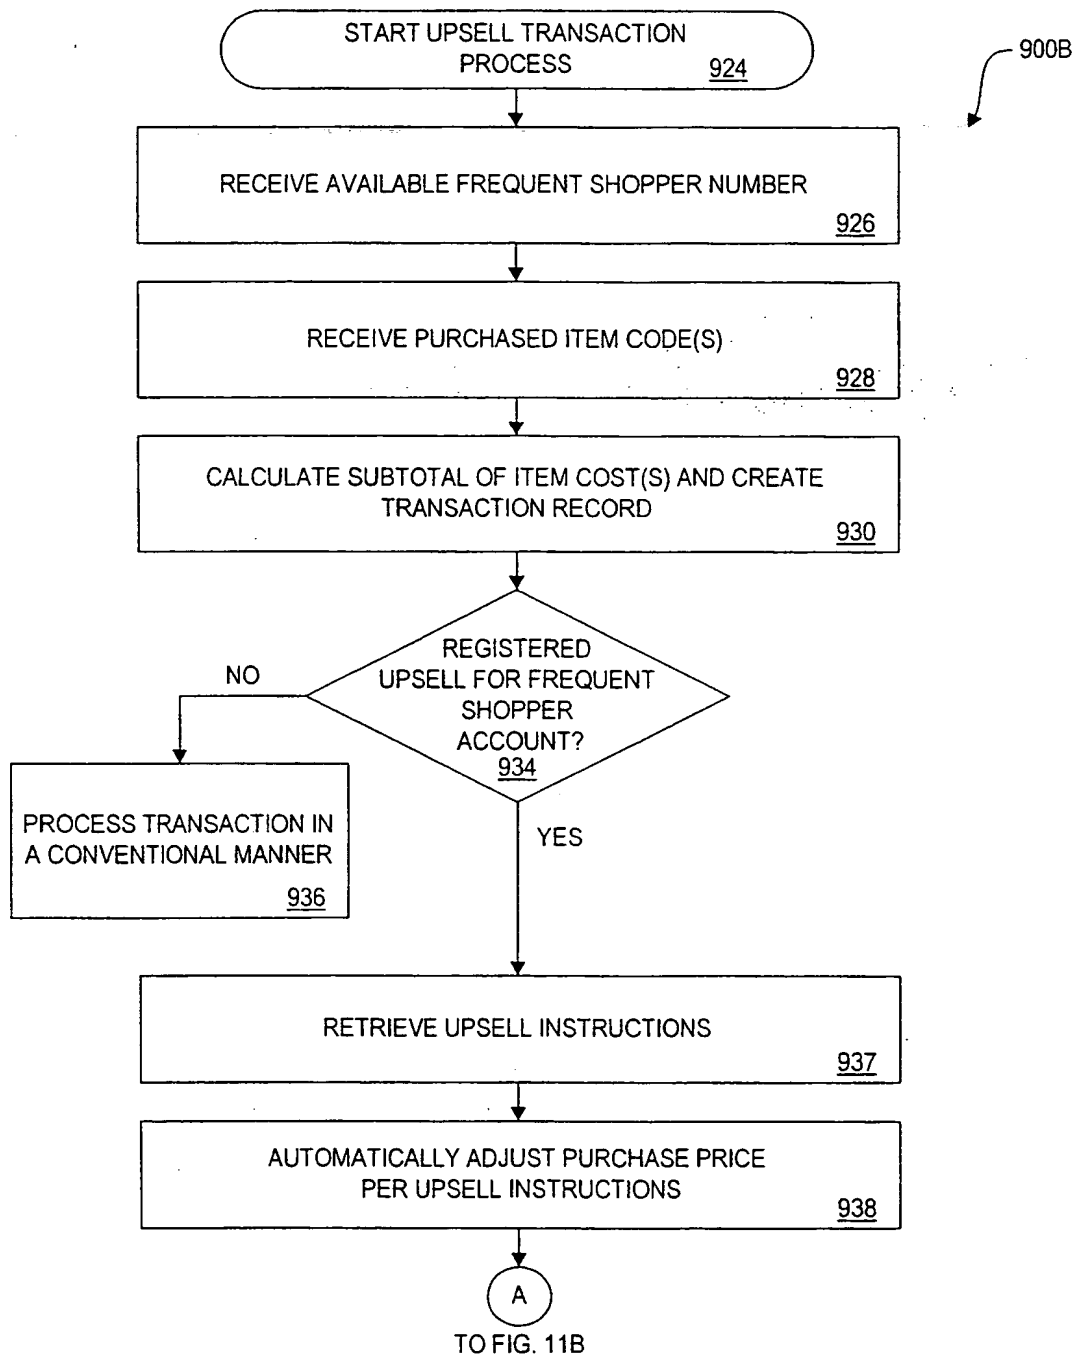 START UPSELL TRANSACTION
PROCESS
924
900B
RECEIVE AVAILABLE FREQUENT SHOPPER NUMBER
926
RECEIVE PURCHASED ITEM CODE(S)
928
CALCULATE SUBTOTAL OF ITEM COST(S) AND CREATE
TRANSACTION RECORD
930
REGISTERED
UPSELL FOR FREQUENT
SHOPPER
ACCOUNT?
934
NO
PROCESS TRANSACTION IN
A CONVENTIONAL MANNER
936
YES
RETRIEVE UPSELL INSTRUCTIONS
937
AUTOMATICALLY ADJUST PURCHASE PRICE
PER UPSELL INSTRUCTIONS
938
A
TO FIG. 11B